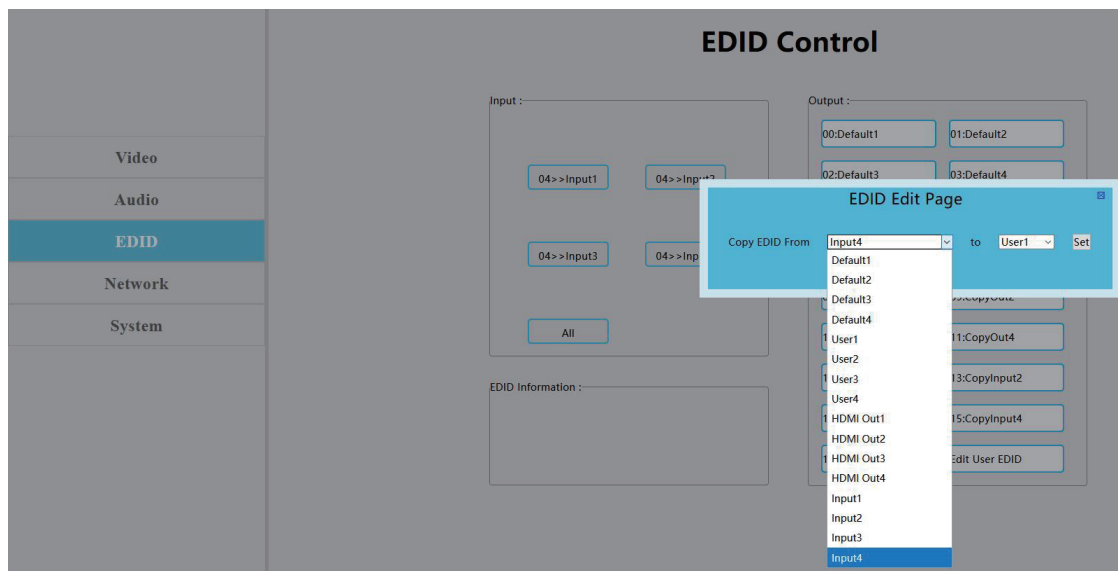 EDID Control
Video
Audio
EDID
Network
System
Input :
04>>Input1
04>>Input2
04>>Input3
All
EDID Information :
Output :
00:Default1
01:Default2
02:Default3
03:Default4
11:CopyOut4
13:CopyInput2
15:CopyInput4
Edit User EDID
EDID Edit Page
Copy EDID From Input4 to User1 Set
Default1
Default2
Default3
Default4
User1
User2
User3
User4
HDMI Out1
HDMI Out2
HDMI Out3
HDMI Out4
Input1
Input2
Input3
Input4